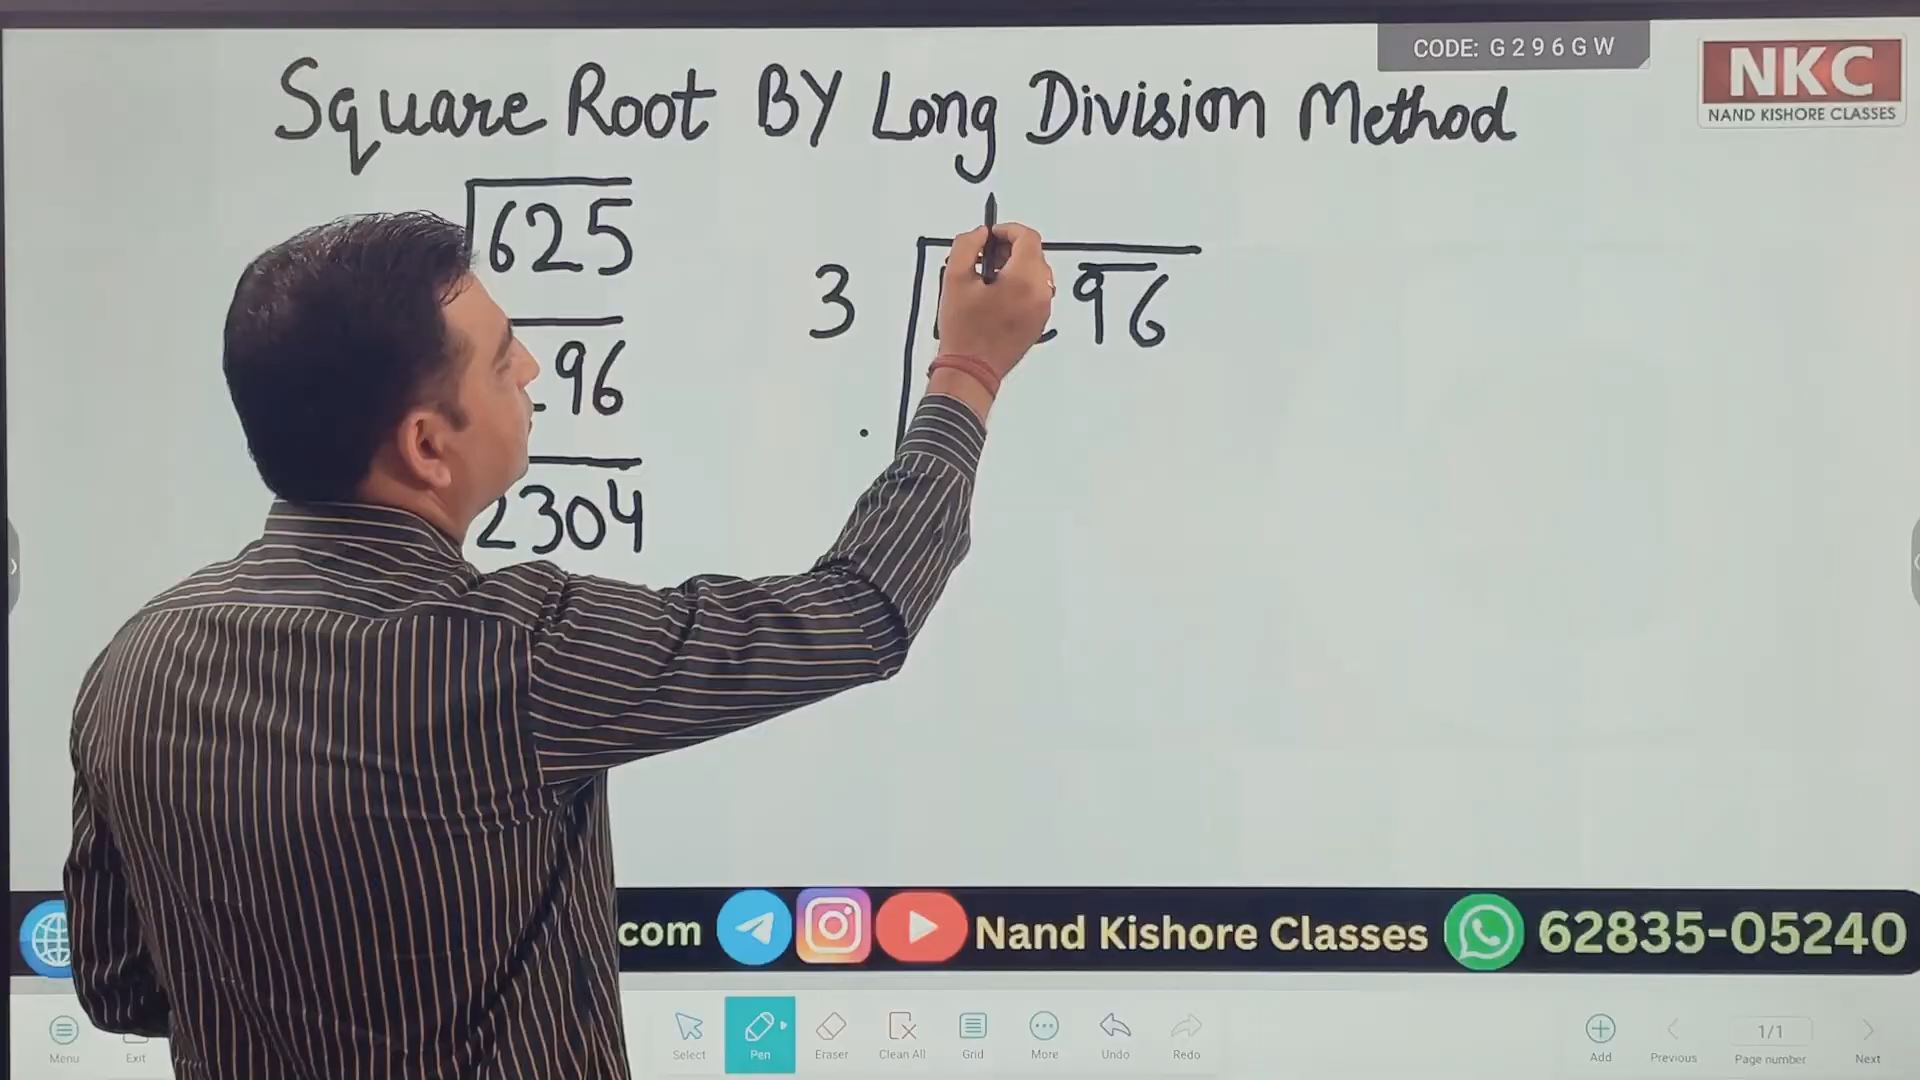 CODE: G296GW
NKC
NAND KISHORE CLASSES
Square Root BY Long Division Method
625
96
2304
3
96
com
Nand Kishore Classes
62835-05240
Menu
Exit
Select
Pen
Eraser
Clean All
Grid
More
Undo
Redo
Add
Previous
1/1
Page number
Next